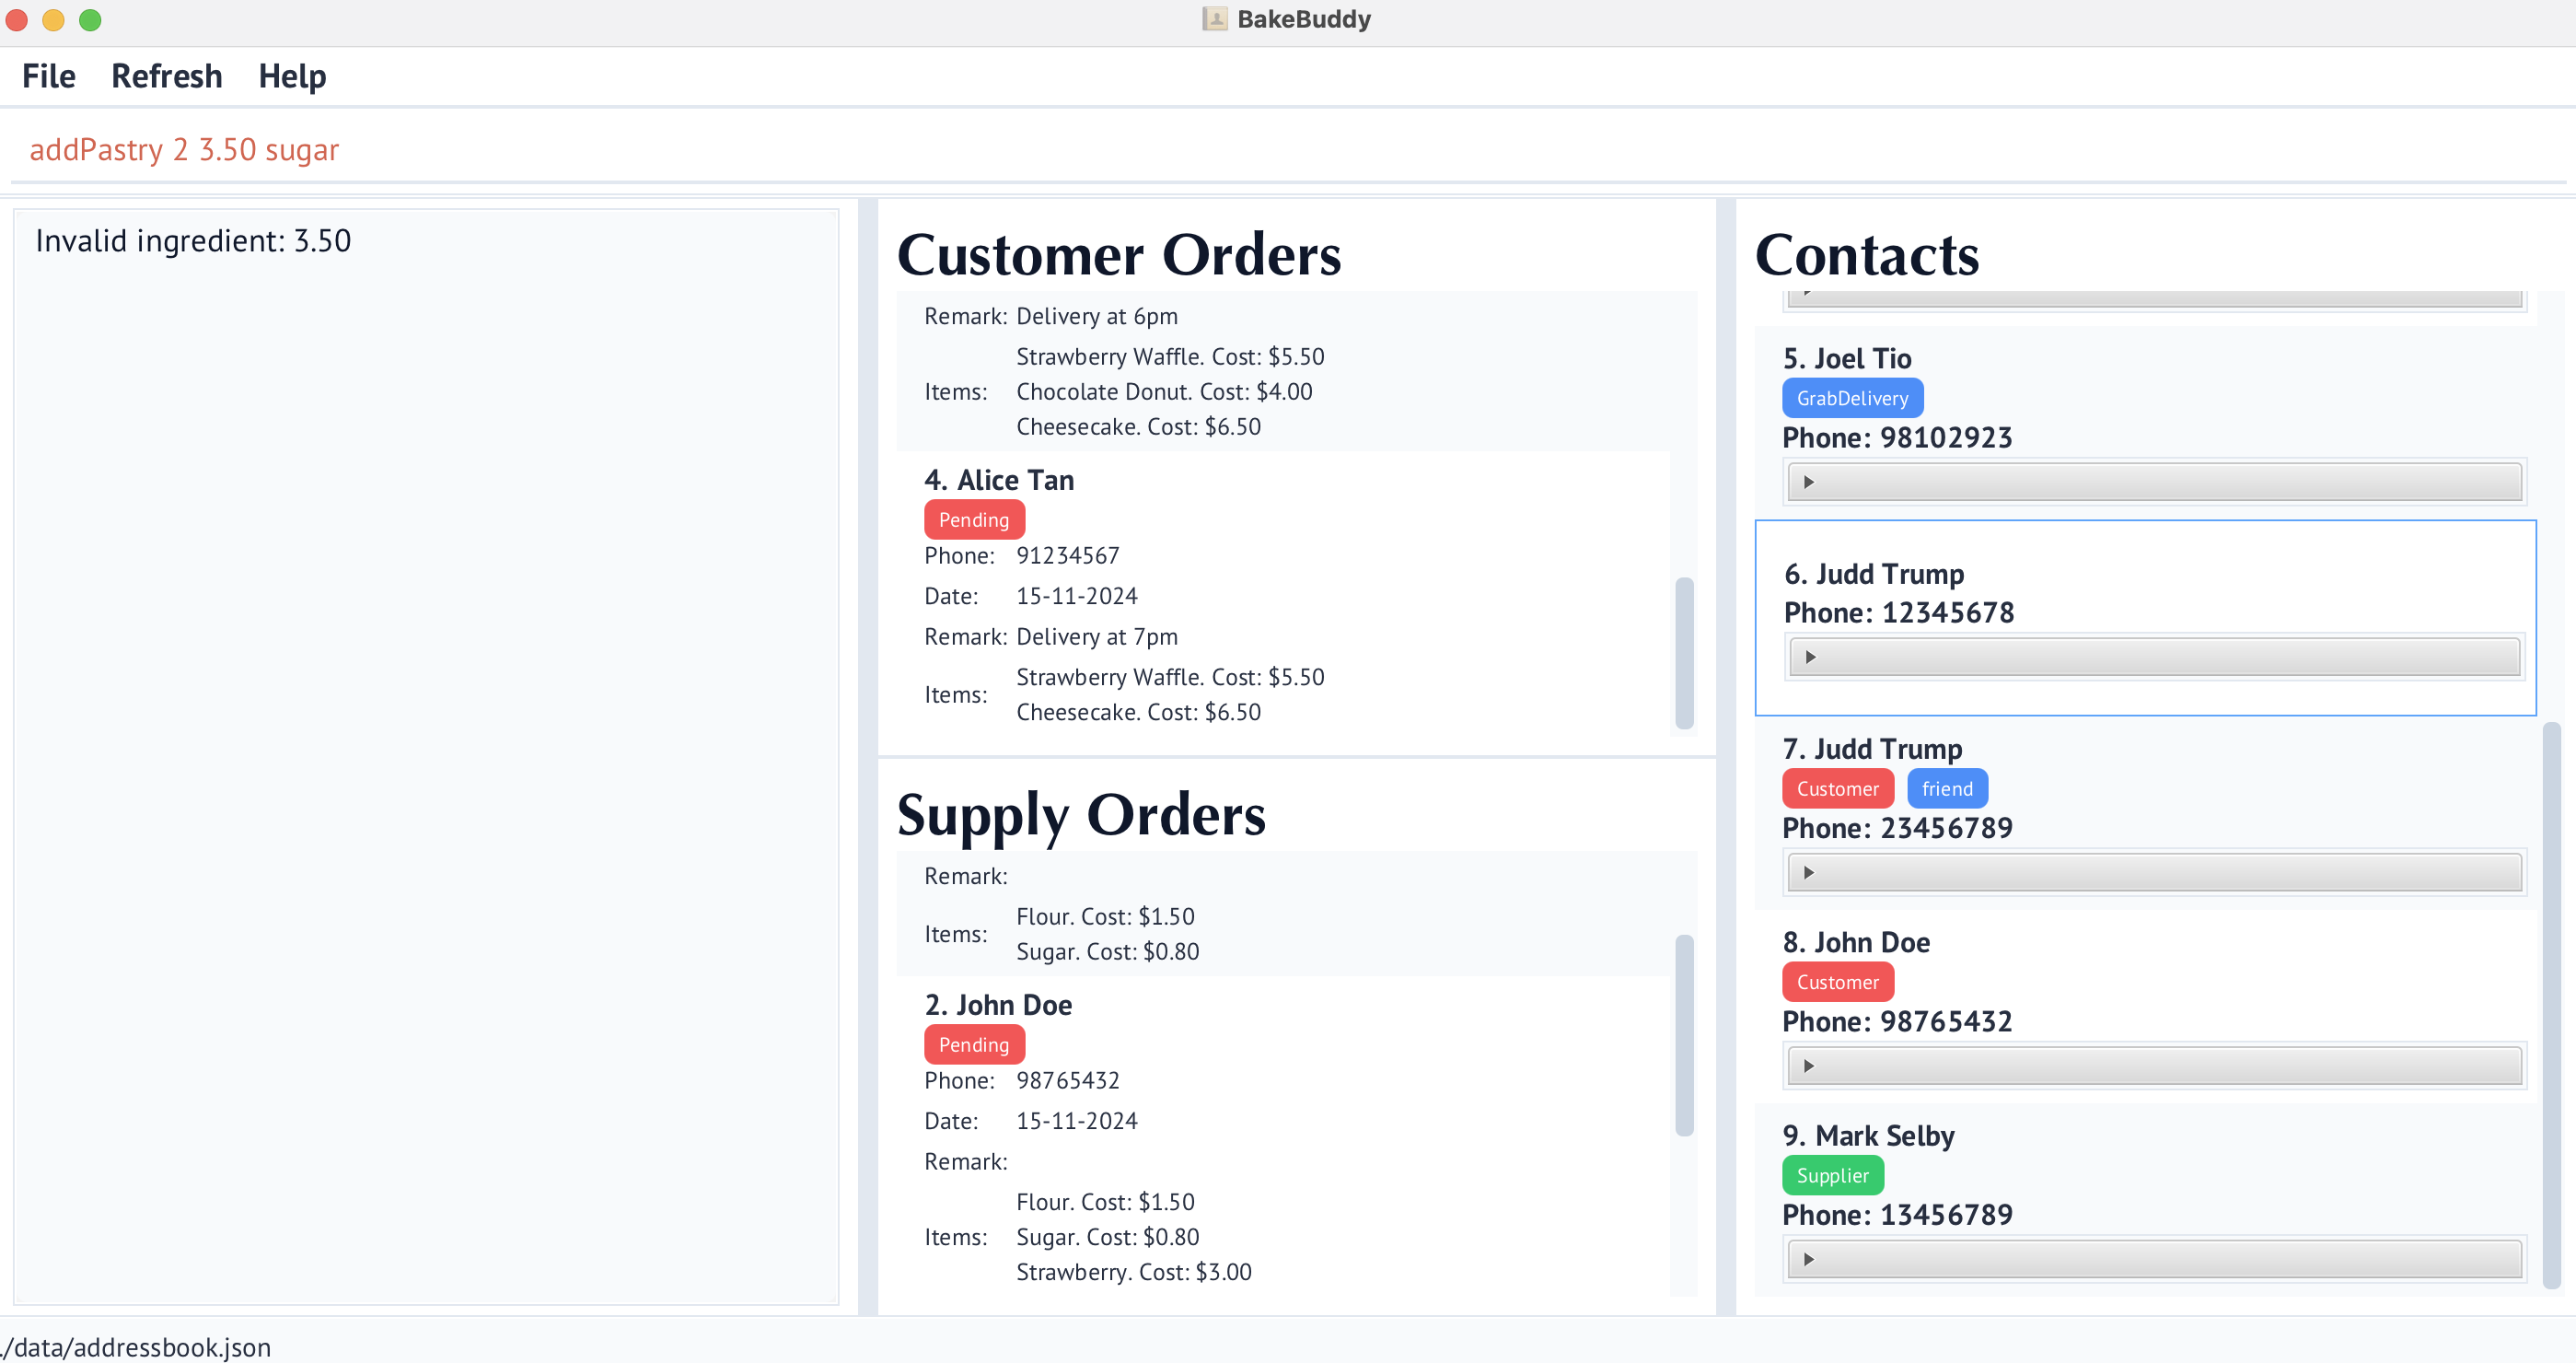 BakeBuddy
File Refresh Help
addPastry 2 3.50 sugar
Invalid ingredient: 3.50
Customer Orders
Remark: Delivery at 6pm
Strawberry Waffle. Cost: $5.50
Items: Chocolate Donut. Cost: $4.00
Cheesecake. Cost: $6.50
4. Alice Tan
Pending
Phone: 91234567
Date: 15-11-2024
Remark: Delivery at 7pm
Strawberry Waffle. Cost: $5.50
Items:
Cheesecake. Cost: $6.50
Supply Orders
Remark:
Flour. Cost: $1.50
Items:
Sugar. Cost: $0.80
2. John Doe
Pending
Phone: 98765432
Date: 15-11-2024
Remark:
Flour. Cost: $1.50
Items: Sugar. Cost: $0.80
Strawberry. Cost: $3.00
Contacts
5. Joel Tio
GrabDelivery
Phone: 98102923
6. Judd Trump
Phone: 12345678
7. Judd Trump
Customer friend
Phone: 23456789
8. John Doe
Customer
Phone: 98765432
9. Mark Selby
Supplier
Phone: 13456789
./data/addressbook.json